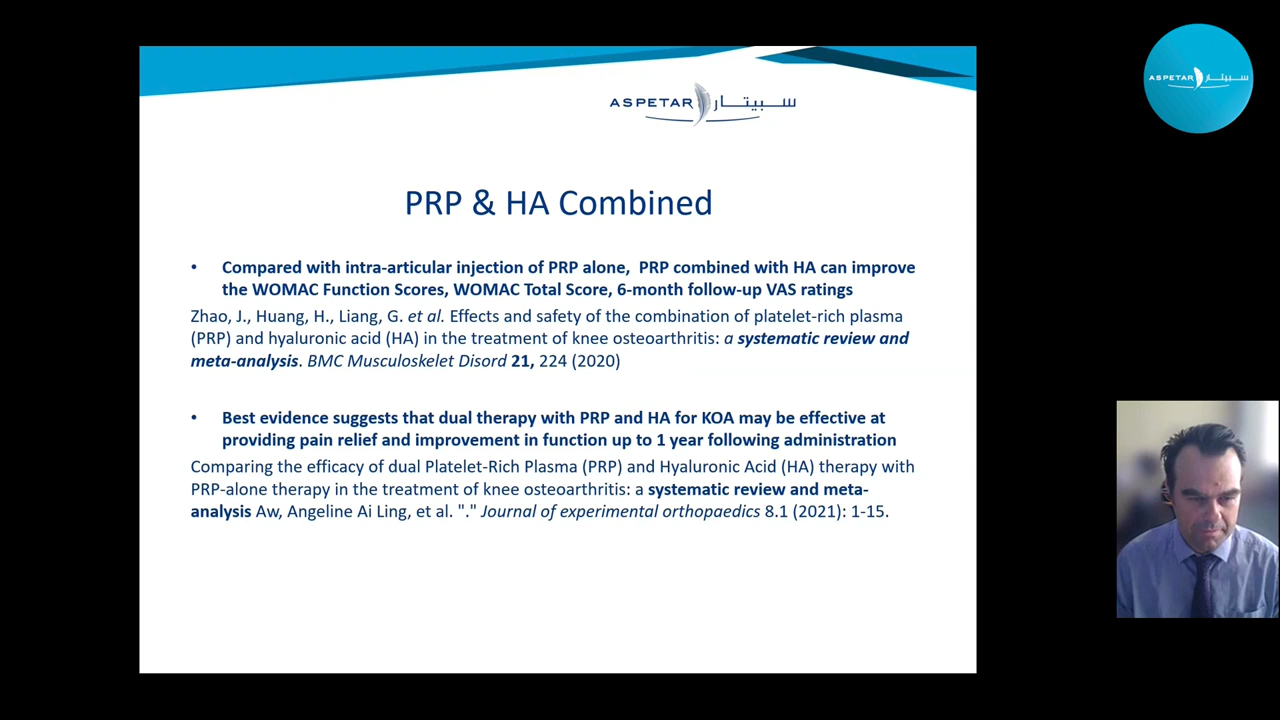 ASPETAR سبيتار
ASPETAR سبيتار
PRP & HA Combined
• Compared with intra-articular injection of PRP alone, PRP combined with HA can improve
the WOMAC Function Scores, WOMAC Total Score, 6-month follow-up VAS ratings
Zhao, J., Huang, H., Liang, G. et al. Effects and safety of the combination of platelet-rich plasma
(PRP) and hyaluronic acid (HA) in the treatment of knee osteoarthritis: a systematic review and
meta-analysis. BMC Musculoskelet Disord 21, 224 (2020)
• Best evidence suggests that dual therapy with PRP and HA for KOA may be effective at
providing pain relief and improvement in function up to 1 year following administration
Comparing the efficacy of dual Platelet-Rich Plasma (PRP) and Hyaluronic Acid (HA) therapy with
PRP-alone therapy in the treatment of knee osteoarthritis: a systematic review and meta-
analysis Aw, Angeline Ai Ling, et al. "." Journal of experimental orthopaedics 8.1 (2021): 1-15.